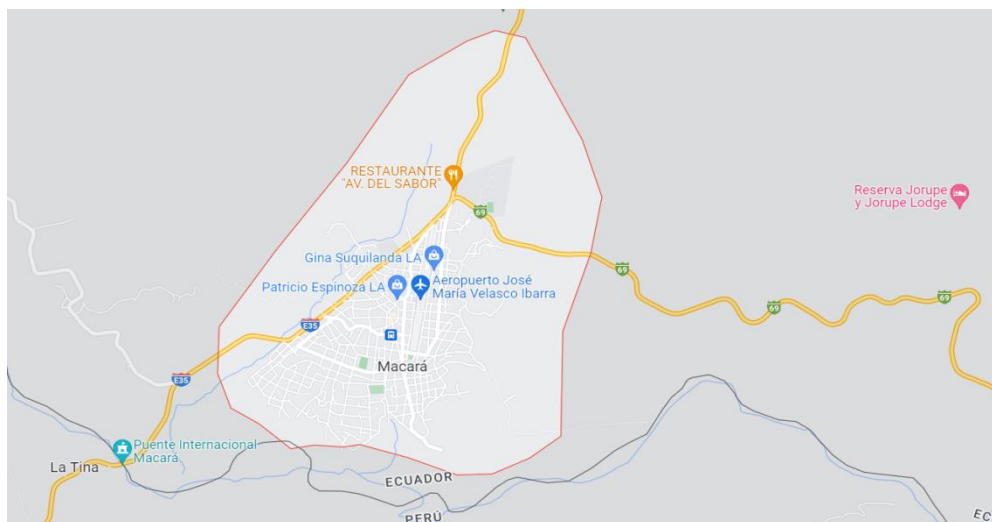 RESTAURANTE
"AV. DEL SABOR"
69
Reserva Jorupe
y Jorupe Lodge
Gina Suquilanda LA
69
Patricio Espinoza LA
Aeropuerto José
María Velasco Ibarra
69
69
E35
Macará
E35
Puente Internacional
Macará
La Tina
ECUADOR
PERÚ
EC